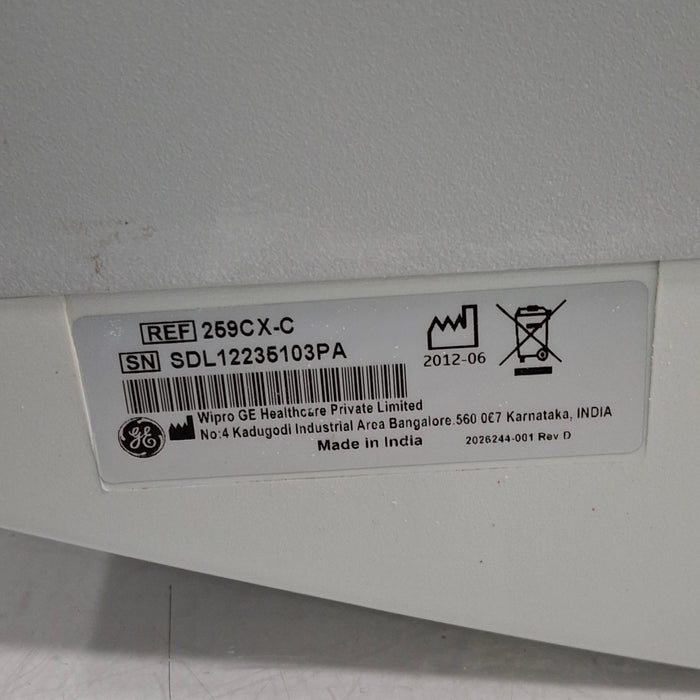 REF 259CX-C
SN SDL12235103PA
2012-06
GE
Wipro GE Healthcare Private Limited
No:4 Kadugodi Industrial Area Bangalore.560 067 Karnataka, INDIA
Made in India
2026244-001 Rev D